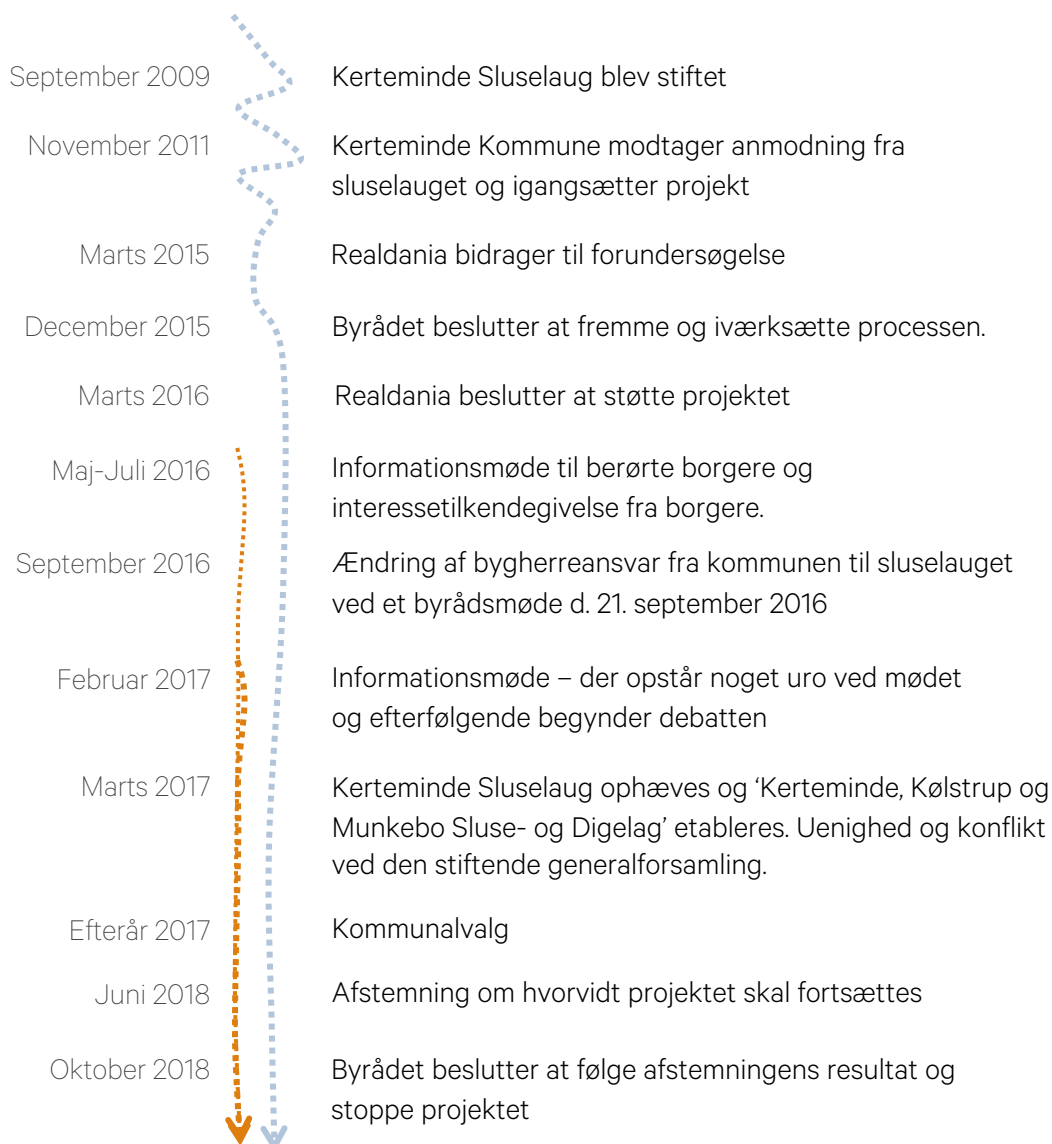 September 2009
Kerteminde Sluselaug blev stiftet
November 2011
Kerteminde Kommune modtager anmodning fra
sluselauget og igangsætter projekt
Marts 2015
Realdania bidrager til forundersøgelse
December 2015
Byrådet beslutter at fremme og iværksætte processen.
Marts 2016
Realdania beslutter at støtte projektet
Maj-Juli 2016
Informationsmøde til berørte borgere og
interessetilkendegivelse fra borgere.
September 2016
Ændring af bygherreansvar fra kommunen til sluselauget
ved et byrådsmøde d. 21. september 2016
Februar 2017
Informationsmøde – der opstår noget uro ved mødet
og efterfølgende begynder debatten
Marts 2017
Kerteminde Sluselaug ophæves og ‘Kerteminde, Kølstrup og
Munkebo Sluse- og Digelag’ etableres. Uenighed og konflikt
ved den stiftende generalforsamling.
Efterår 2017
Kommunalvalg
Juni 2018
Afstemning om hvorvidt projektet skal fortsættes
Oktober 2018
Byrådet beslutter at følge afstemningens resultat og
stoppe projektet